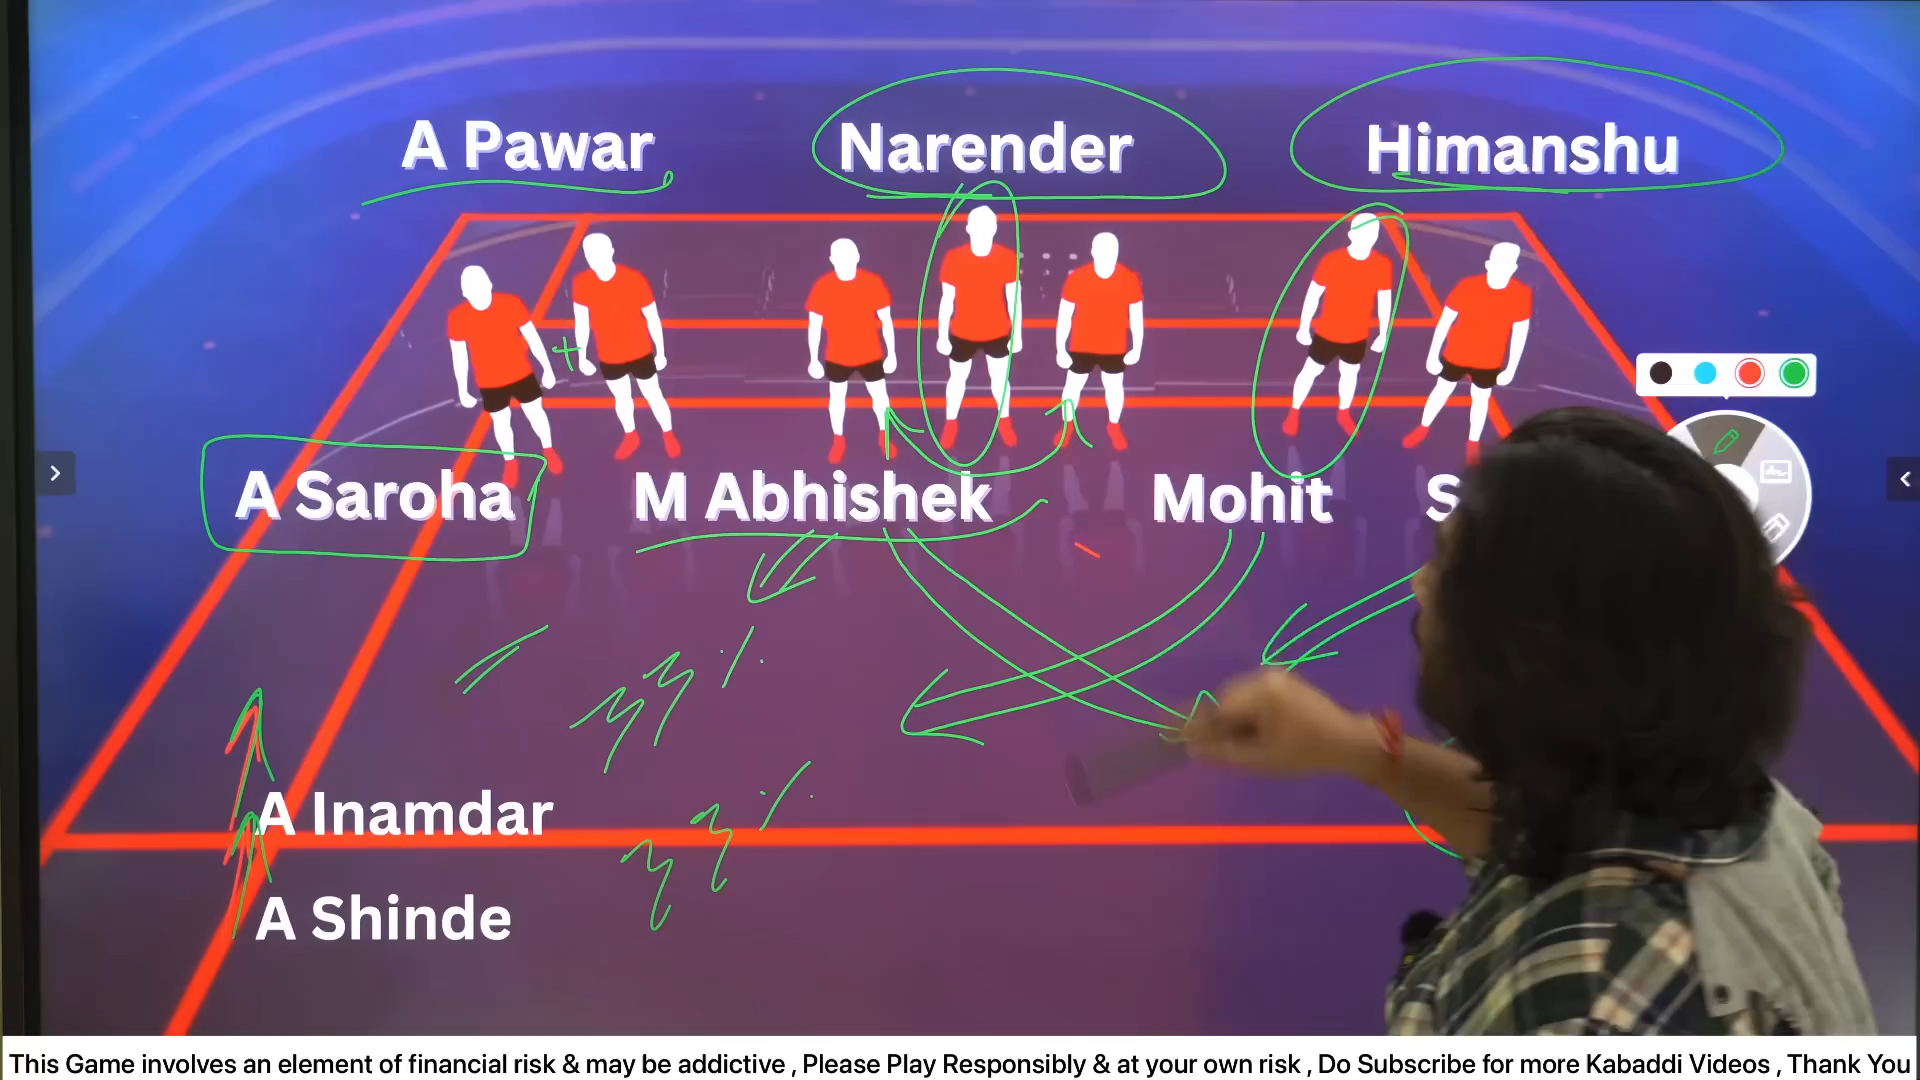 A Pawar Narender Himanshu
A Saroha M Abhishek Mohit S
A Inamdar
A Shinde
This Game involves an element of financial risk & may be addictive , Please Play Responsibly & at your own risk , Do Subscribe for more Kabaddi Videos , Thank You